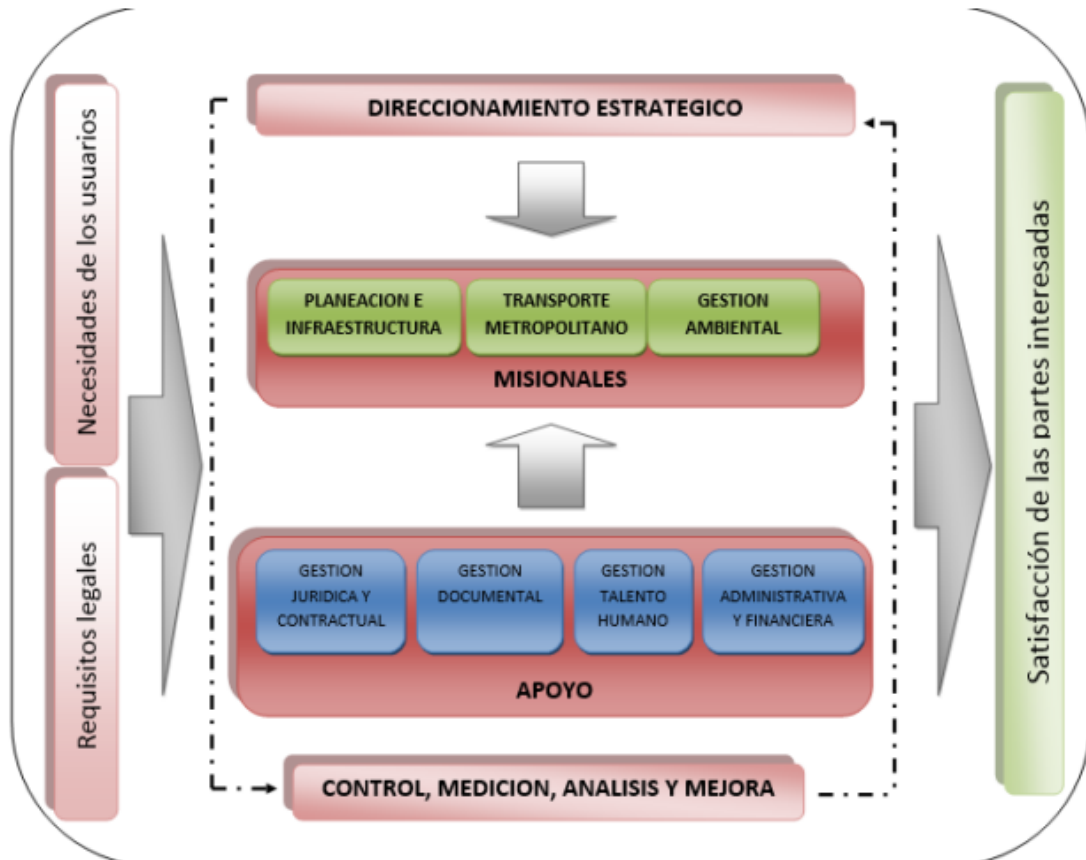 Necesidades de los usuarios
Requisitos legales
DIRECCIONAMIENTO ESTRATEGICO
PLANEACION E
INFRAESTRUCTURA
TRANSPORTE
METROPOLITANO
GESTION
AMBIENTAL
MISIONALES
GESTION
JURIDICA Y
CONTRACTUAL
GESTION
DOCUMENTAL
GESTION
TALENTO
HUMANO
GESTION
ADMINISTRATIVA
Y FINANCIERA
APOYO
CONTROL, MEDICION, ANALISIS Y MEJORA
Satisfacción de las partes interesadas